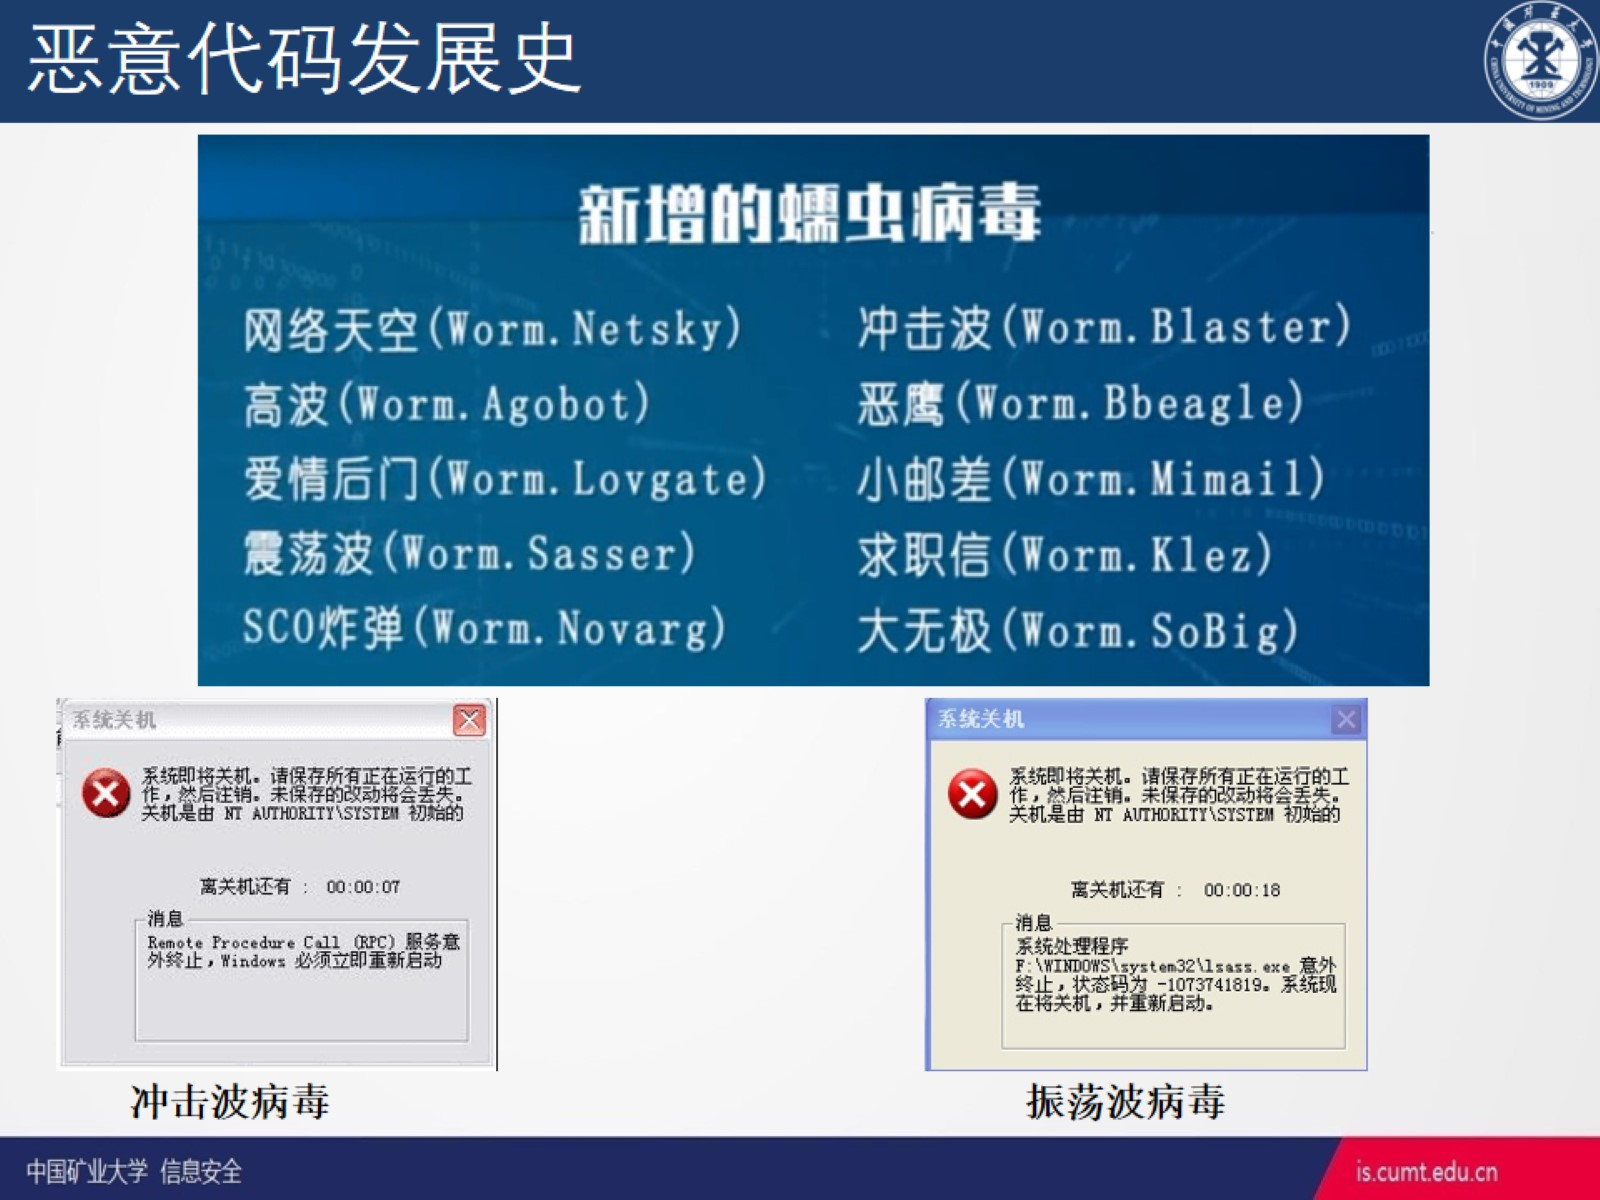 恶意代码发展史
中国矿业大学
CHINA UNIVERSITY OF MINING AND TECHNOLOGY
1909
新增的蠕虫病毒
网络天空(Worm.Netsky)
冲击波(Worm.Blaster)
高波(Worm.Agobot)
恶鹰(Worm.Bbeagle)
爱情后门(Worm.Lovgate)
小邮差(Worm.Mimail)
震荡波(Worm.Sasser)
求职信(Worm.Klez)
SCO炸弹(Worm.Novarg)
大无极(Worm.SoBig)
系统关机
系统即将关机。请保存所有正在运行的工
作，然后注销。未保存的改动将会丢失。
关机是由 NT AUTHORITY\SYSTEM 初始的
离关机还有 : 00:00:07
消息
Remote Procedure Call (RPC) 服务意
外终止，Windows 必须立即重新启动
冲击波病毒
系统关机
系统即将关机。请保存所有正在运行的工
作，然后注销。未保存的改动将会丢失。
关机是由 NT AUTHORITY\SYSTEM 初始的
离关机还有 : 00:00:18
消息
系统处理程序
F:\WINDOWS\system32\lsass.exe 意外
终止，状态码为 -1073741819。系统现
在将关机，并重新启动。
振荡波病毒
中国矿业大学 信息安全
is.cumt.edu.cn